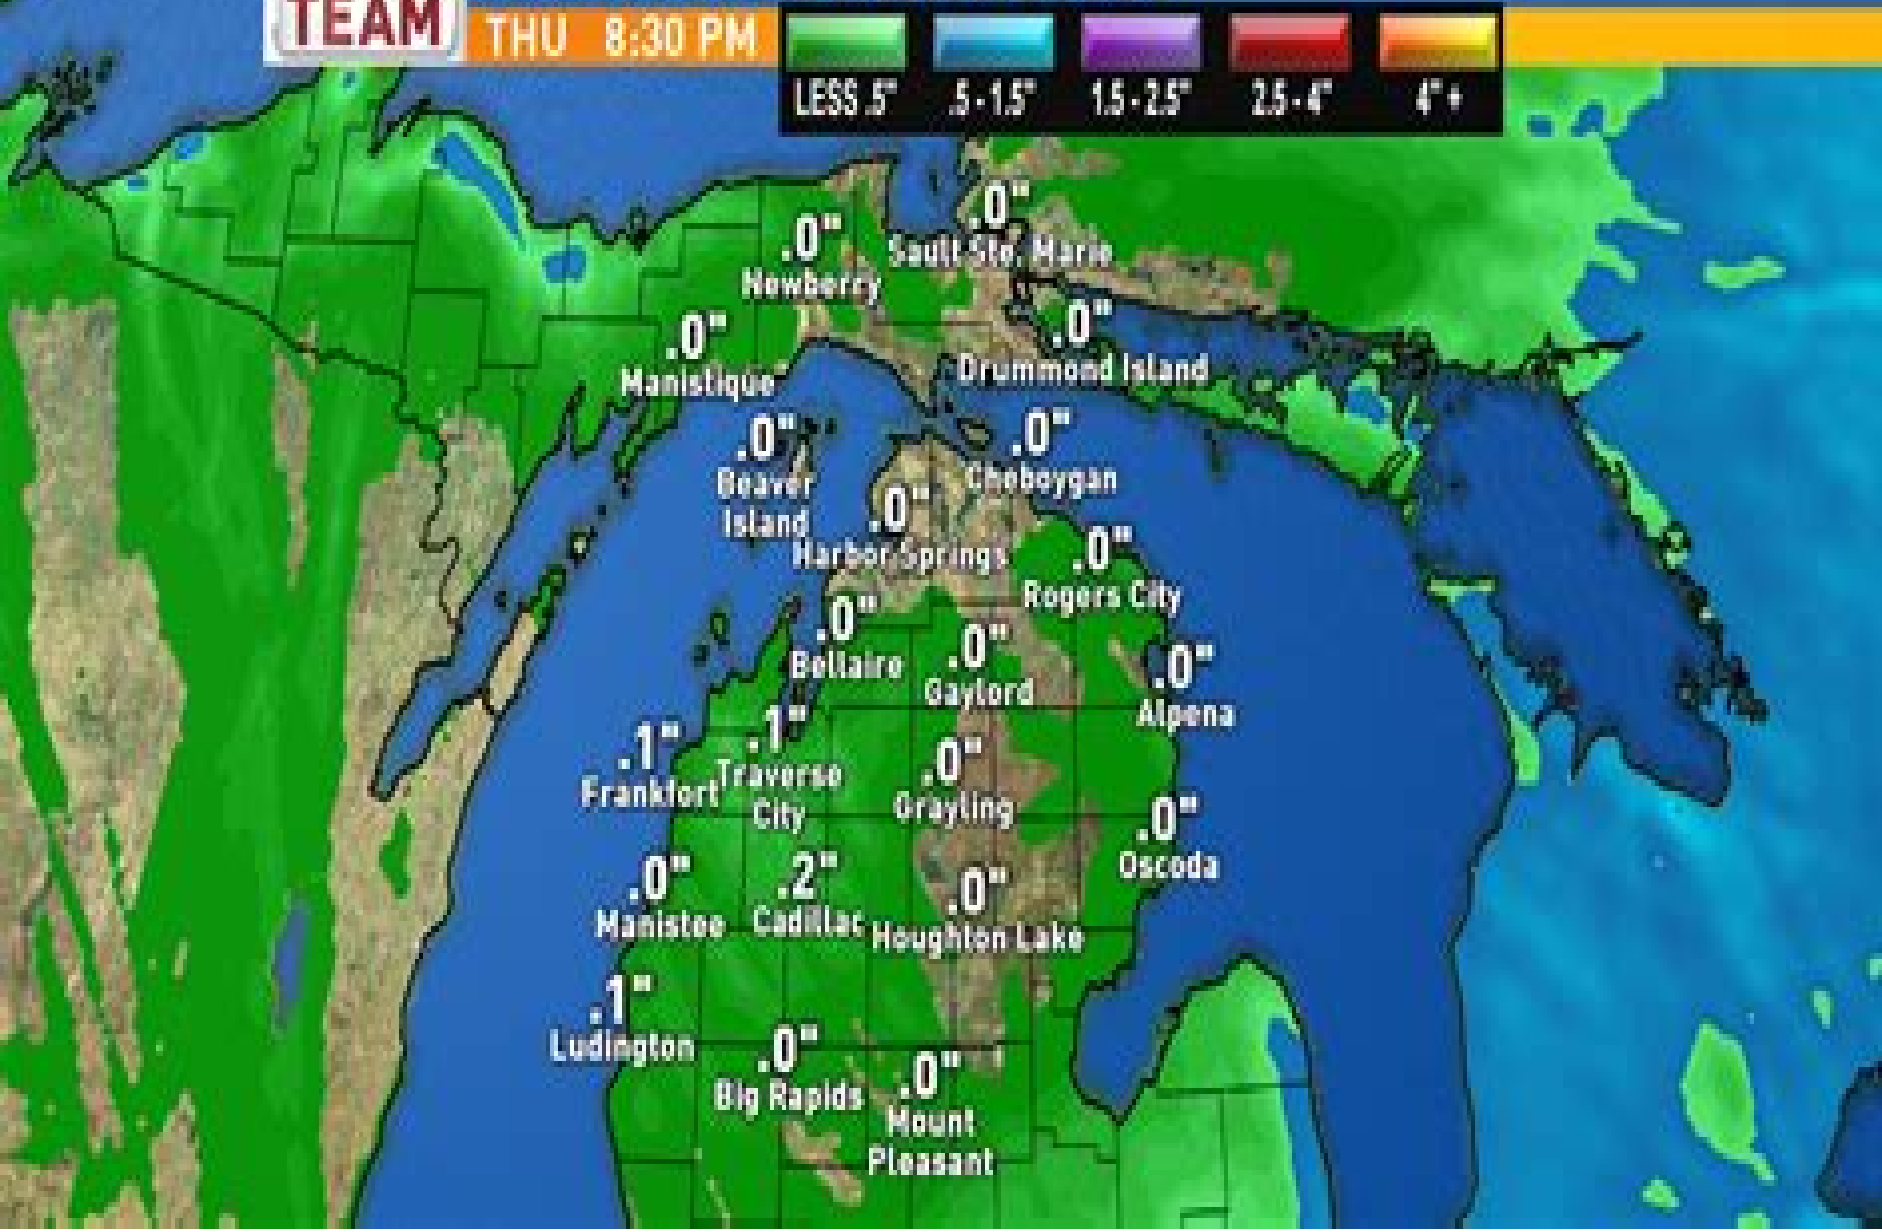 TEAM
THU 8:30 PM
LESS .5" .5 - 1.5" 1.5 - 2.5" 2.5 - 4" 4" +
.0"
Sault Ste. Marie
.0"
Newberry
.0"
Drummond Island
.0"
Manistique
.0"
Cheboygan
.0"
Beaver
Island
.0"
Harbor Springs
.0"
Rogers City
.0"
Bellaire
.0"
Gaylord
.0"
Alpena
.1"
Frankfort
.1"
Traverse
City
.0"
Grayling
.0"
Oscoda
.0"
Manistee
.2"
Cadillac
.0"
Houghton Lake
.1"
Ludington
.0"
Big Rapids
.0"
Mount
Pleasant